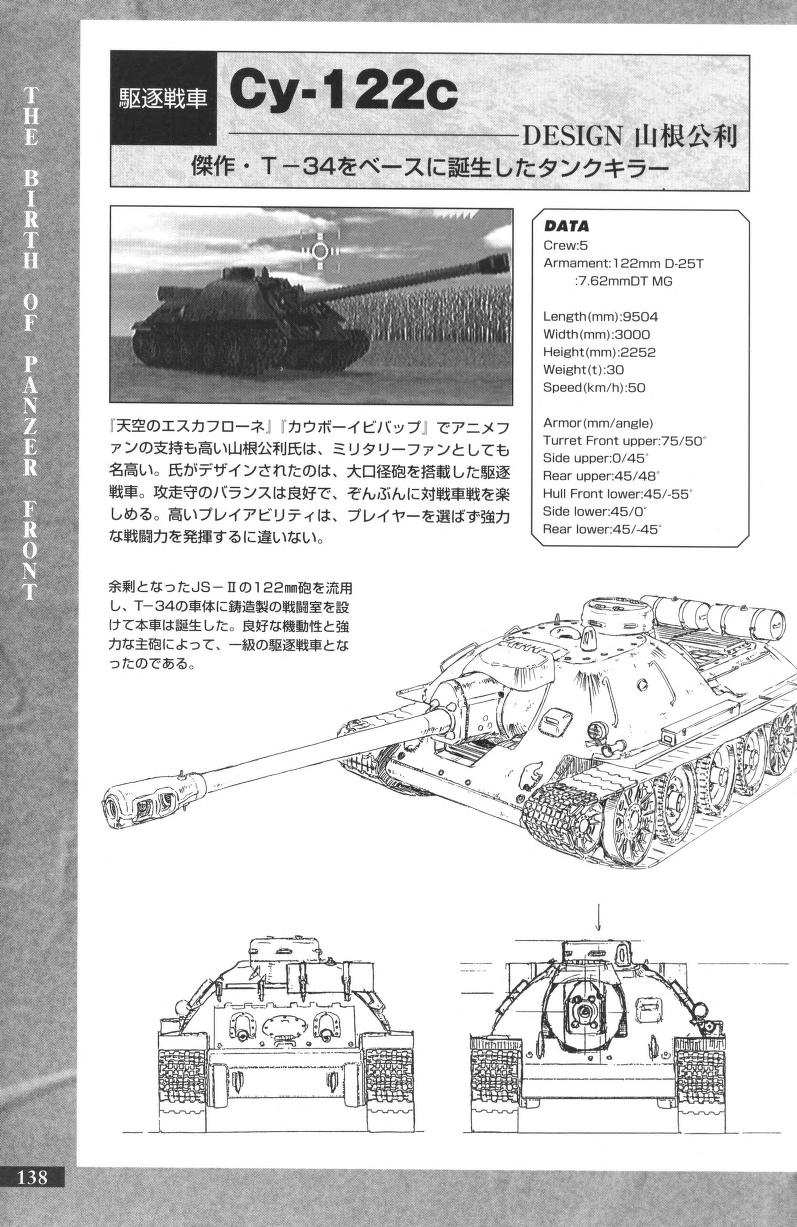 THE BIRTH OF PANZER FRONT
駆逐戦車
Cy-122c
DESIGN 山根公利
傑作・T－34をベースに誕生したタンクキラー
DATA
Crew:5
Armament:122mm D-25T
:7.62mmDT MG
Length(mm):9504
Width(mm):3000
Height(mm):2252
Weight(t):30
Speed(km/h):50
Armor(mm/angle)
Turret Front upper:75/50°
Side upper:0/45°
Rear upper:45/48°
Hull Front lower:45/-55°
Side lower:45/0°
Rear lower:45/-45°
『天空のエスカフローネ』『カウボーイビバップ』でアニメフ
ァンの支持も高い山根公利氏は、ミリタリーファンとしても
名高い。氏がデザインされたのは、大口径砲を搭載した駆逐
戦車。攻走守のバランスは良好で、ぞんぶんに対戦車戦を楽
しめる。高いプレイアビリティは、プレイヤーを選ばず強力
な戦闘力を発揮するに違いない。
余剰となったJS－Ⅱの122㎜砲を流用
し、T－34の車体に鋳造製の戦闘室を設
けて本車は誕生した。良好な機動性と強
力な主砲によって、一級の駆逐戦車とな
ったのである。
138